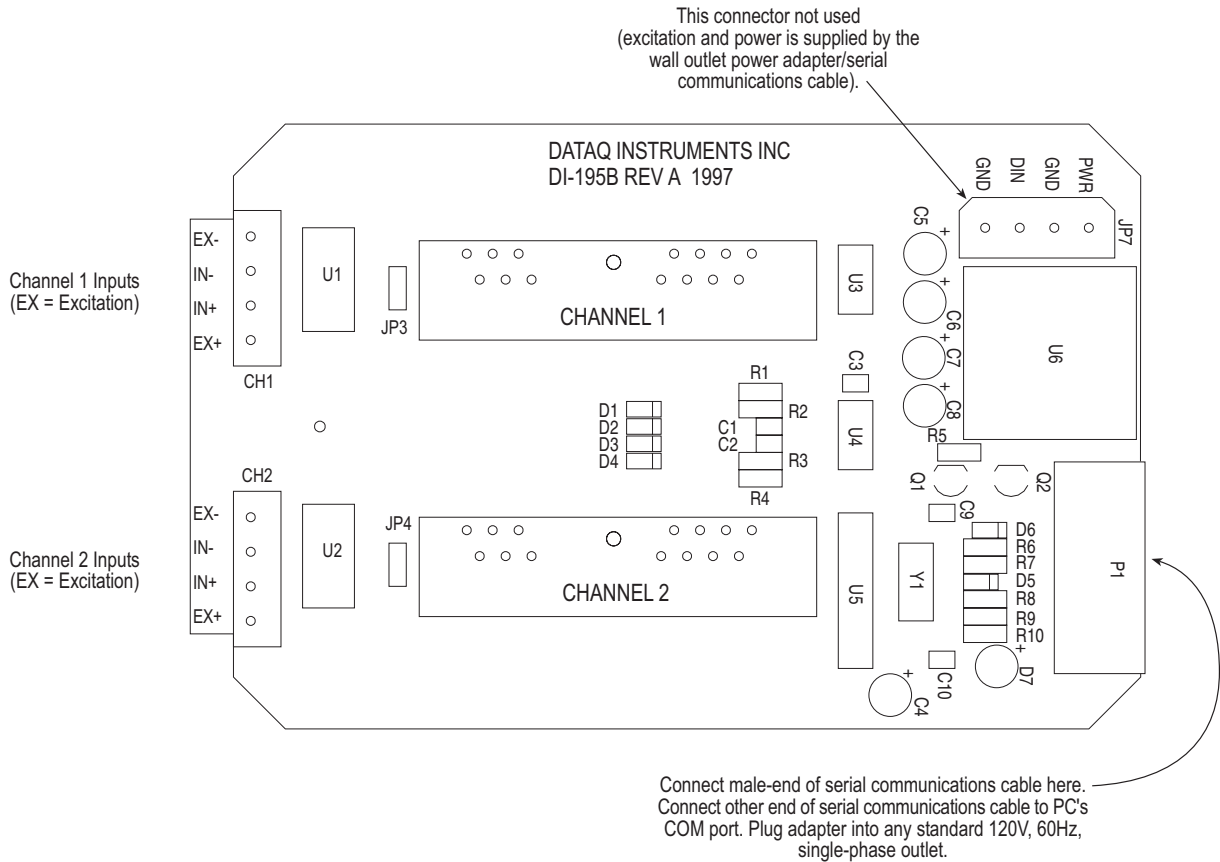 This connector not used
(excitation and power is supplied by the
wall outlet power adapter/serial
communications cable).
DATAQ INSTRUMENTS INC
DI-195B REV A 1997
GND
DIN
GND
PWR
JP7
C5
+
EX-
IN-
IN+
EX+
Channel 1 Inputs
(EX = Excitation)
CH1
U1
JP3
CHANNEL 1
U3
+
C6
+
C7
+
C8
U6
C3
R1
R2
C1
C2
R3
R4
D1
D2
D3
D4
U4
R5
Q1
Q2
C9
CH2
EX-
IN-
IN+
EX+
Channel 2 Inputs
(EX = Excitation)
U2
JP4
CHANNEL 2
U5
Y1
D6
R6
R7
D5
R8
R9
R10
P1
+
D7
C10
+
C4
Connect male-end of serial communications cable here.
Connect other end of serial communications cable to PC's
COM port. Plug adapter into any standard 120V, 60Hz,
single-phase outlet.